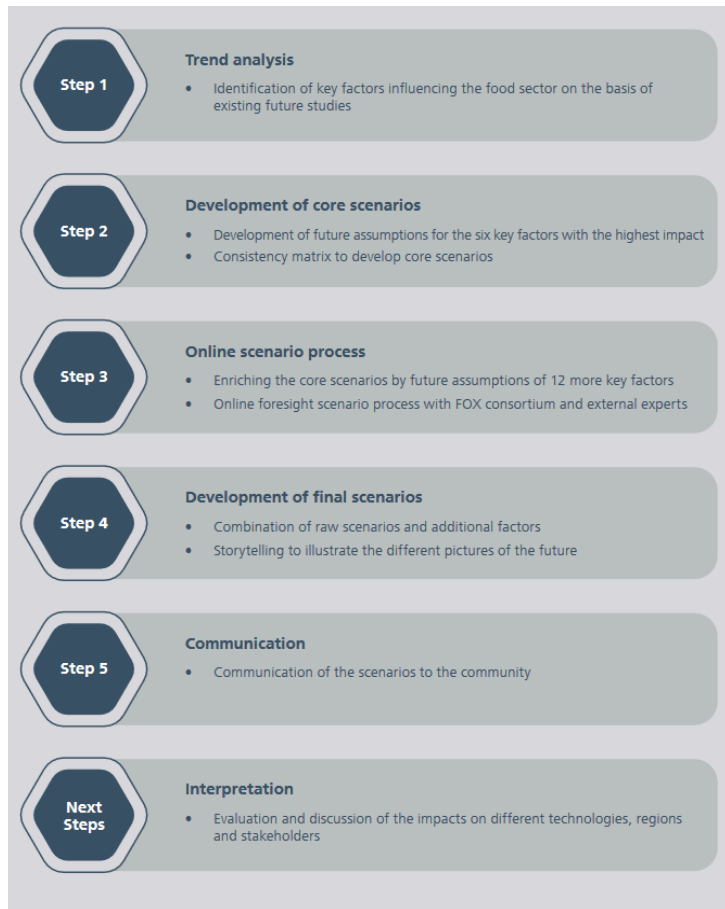 Step 1
Trend analysis
• Identification of key factors influencing the food sector on the basis of
existing future studies
Step 2
Development of core scenarios
• Development of future assumptions for the six key factors with the highest impact
• Consistency matrix to develop core scenarios
Step 3
Online scenario process
• Enriching the core scenarios by future assumptions of 12 more key factors
• Online foresight scenario process with FOX consortium and external experts
Step 4
Development of final scenarios
• Combination of raw scenarios and additional factors
• Storytelling to illustrate the different pictures of the future
Step 5
Communication
• Communication of the scenarios to the community
Next
Steps
Interpretation
• Evaluation and discussion of the impacts on different technologies, regions
and stakeholders